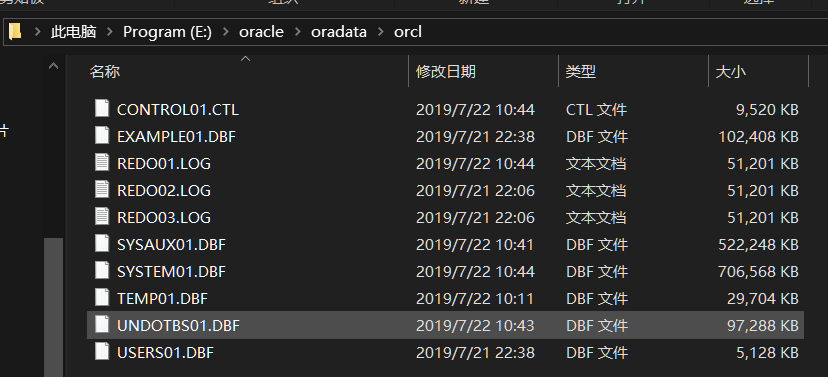 此电脑 > Program (E:) > oracle > oradata > orcl
名称 修改日期 类型 大小
CONTROL01.CTL 2019/7/22 10:44 CTL 文件 9,520 KB
EXAMPLE01.DBF 2019/7/21 22:38 DBF 文件 102,408 KB
REDO01.LOG 2019/7/22 10:44 文本文档 51,201 KB
REDO02.LOG 2019/7/21 22:06 文本文档 51,201 KB
REDO03.LOG 2019/7/21 22:06 文本文档 51,201 KB
SYSAUX01.DBF 2019/7/22 10:41 DBF 文件 522,248 KB
SYSTEM01.DBF 2019/7/22 10:44 DBF 文件 706,568 KB
TEMP01.DBF 2019/7/22 10:11 DBF 文件 29,704 KB
UNDOTBS01.DBF 2019/7/22 10:43 DBF 文件 97,288 KB
USERS01.DBF 2019/7/21 22:38 DBF 文件 5,128 KB